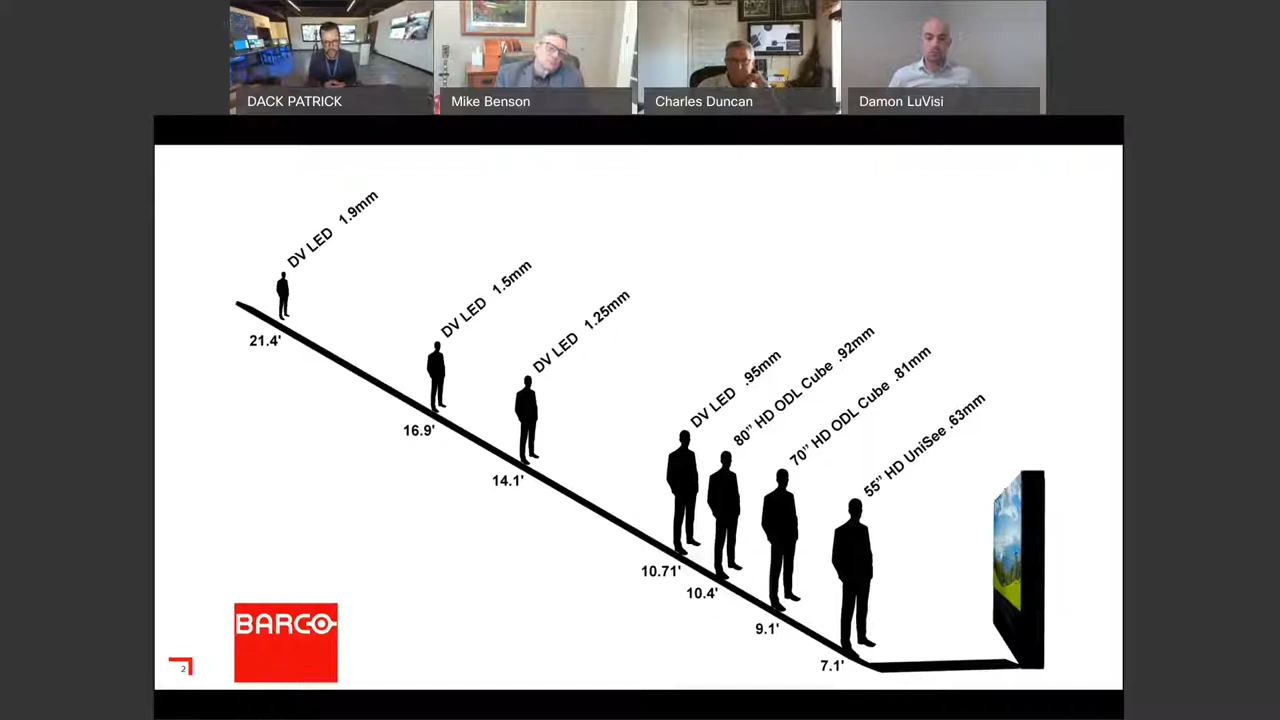 DACK PATRICK
Mike Benson
Charles Duncan
Damon LuVisi
DV LED 1.9mm
DV LED 1.5mm
DV LED 1.25mm
DV LED .95mm
80” HD ODL Cube .92mm
70” HD ODL Cube .81mm
55” HD UniSee .63mm
21.4'
16.9'
14.1'
10.71'
10.4'
9.1'
7.1'
BARCO
2